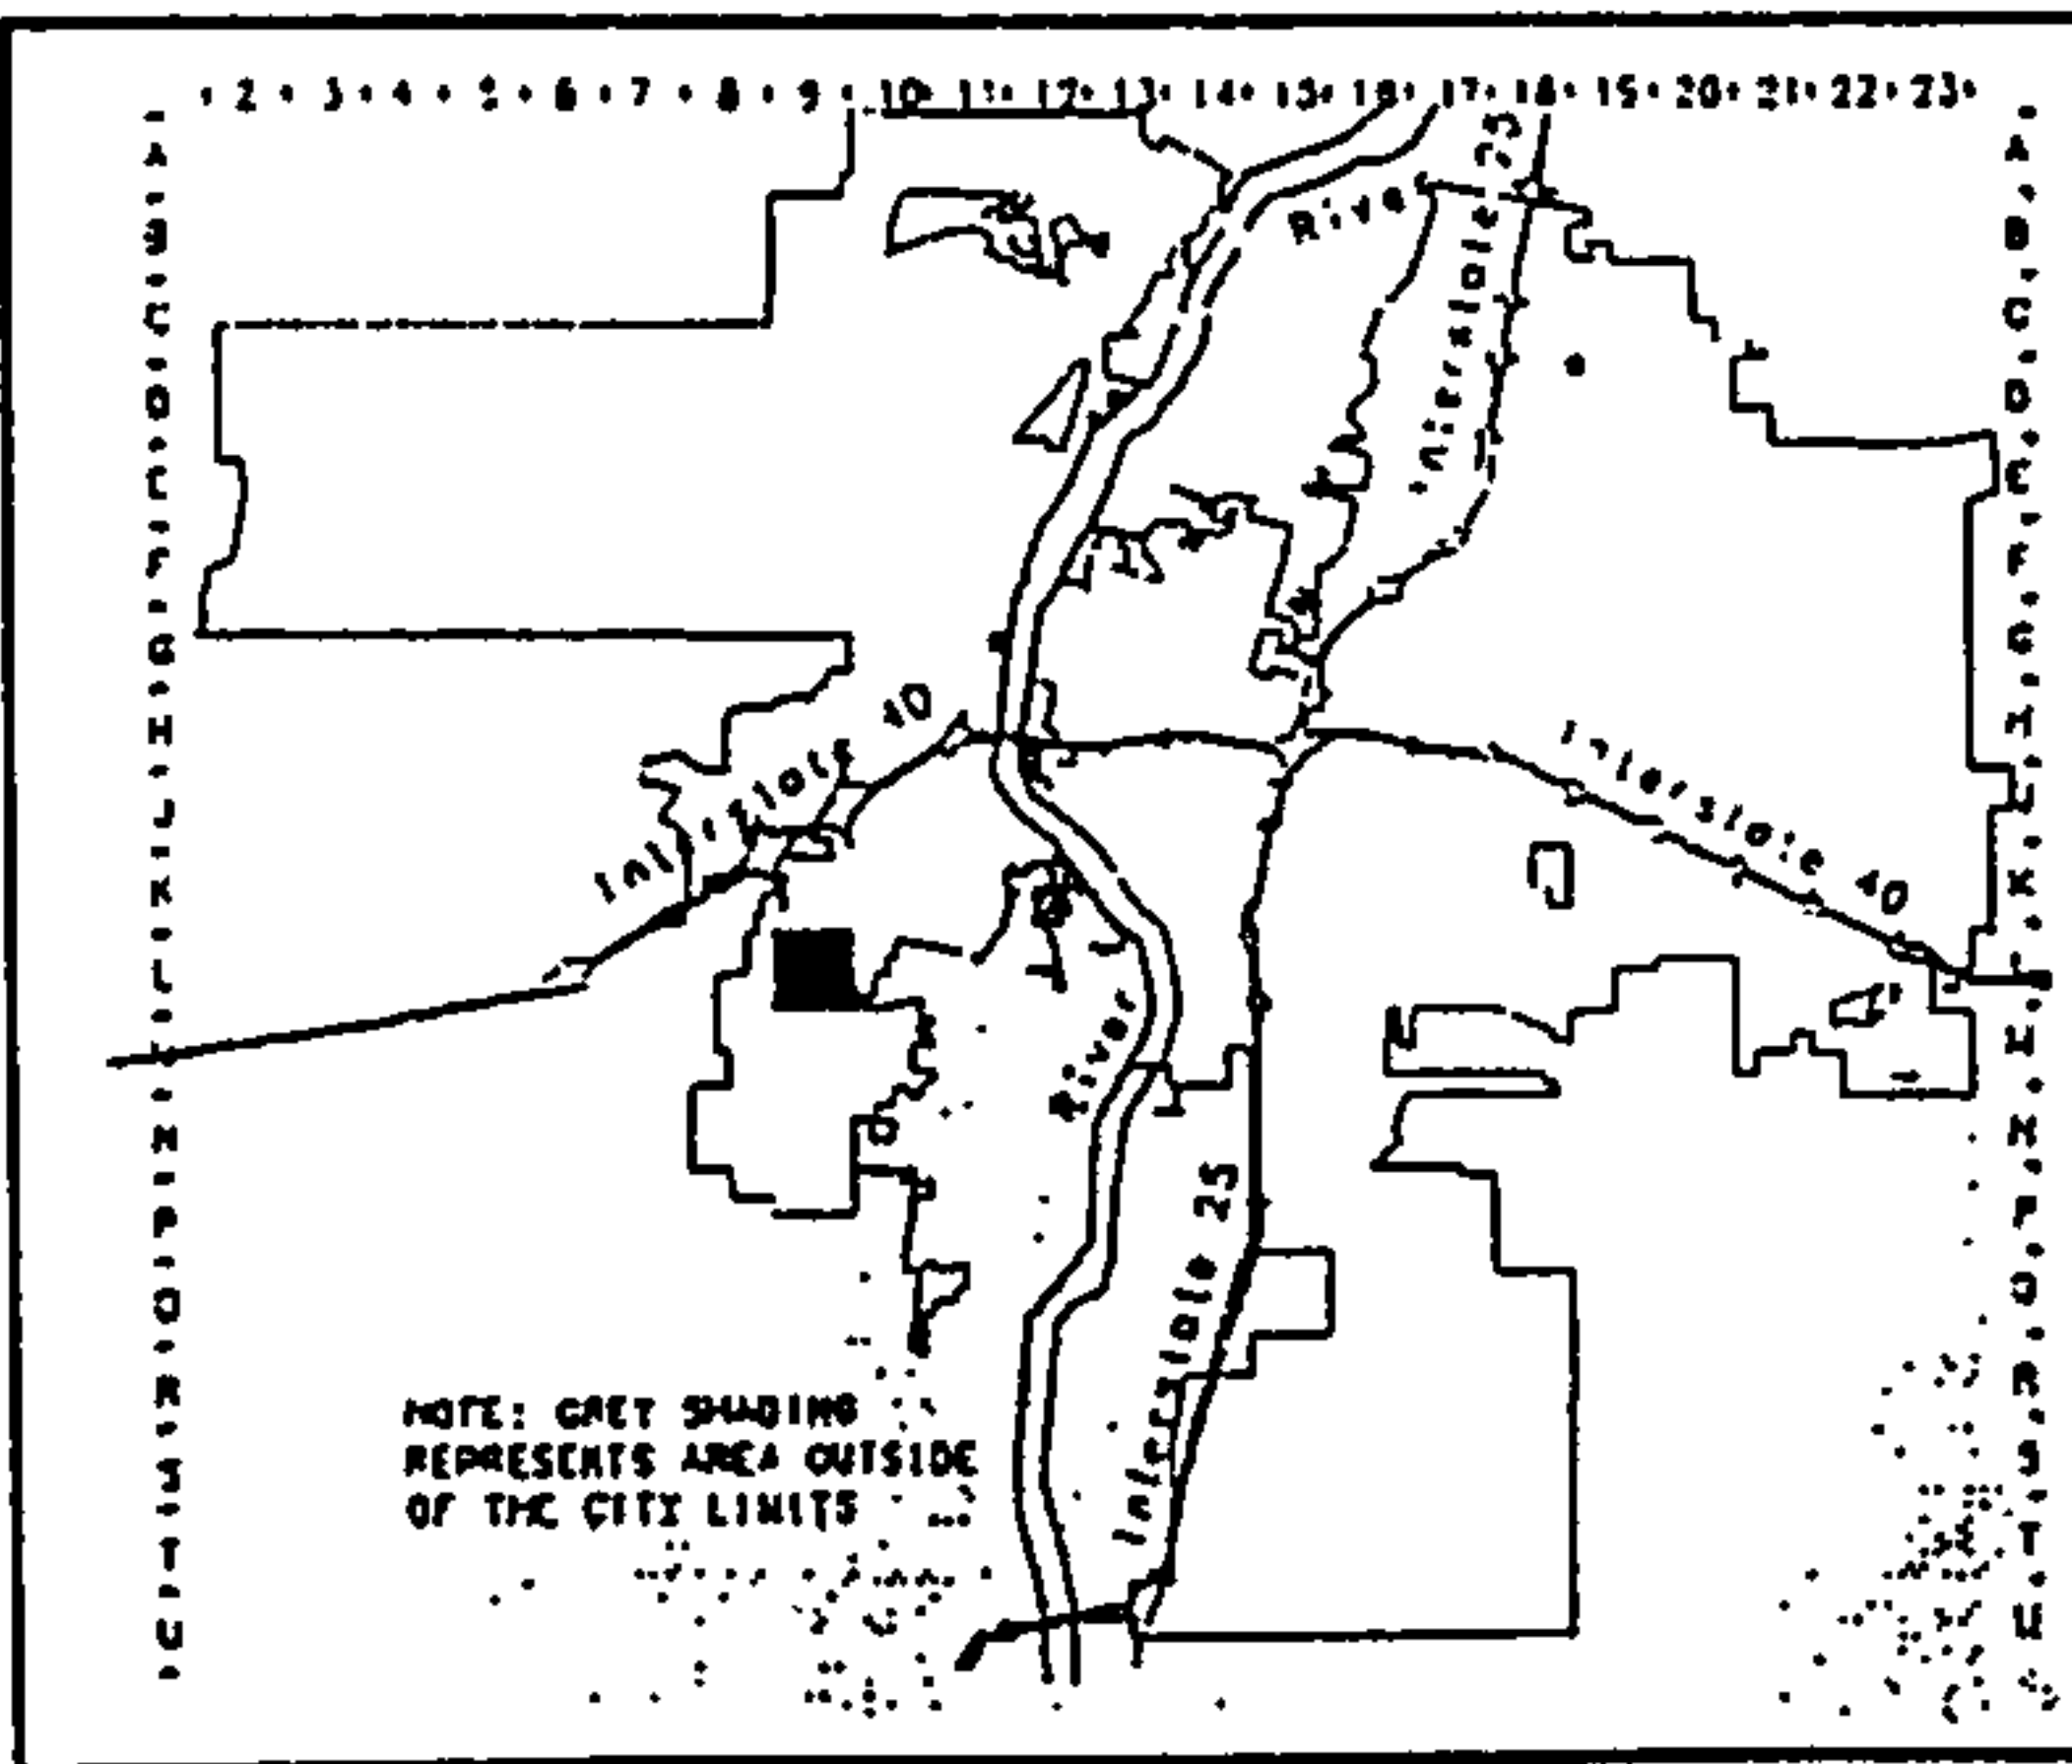 2 3 4 5 6 7 8 9 10 11 12 13 14 15 16 17 18 19 20 21 22 23
A A
B B
C C
D D
E E
F F
G G
H H
J J
K K
L L
M M
N N
P P
Q Q
R R
S S
T T
U U
River
Interstate 25
Interstate 40
Interstate 40
River
Interstate 25
NOTE: GREY SHADING
REPRESENTS AREA OUTSIDE
OF THE CITY LIMITS